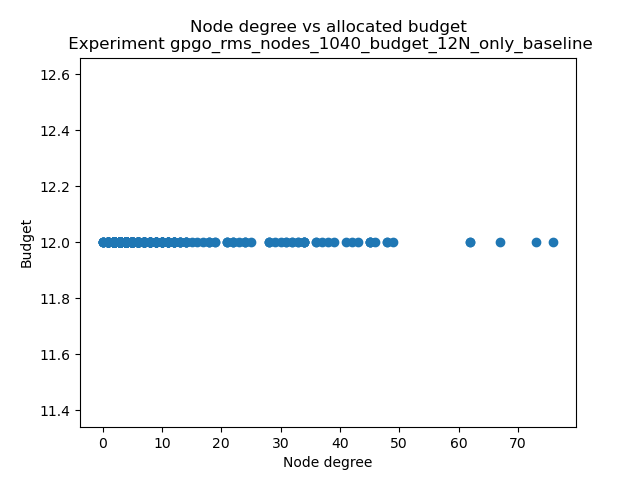 Node degree vs allocated budget
Experiment gpgo_rms_nodes_1040_budget_12N_only_baseline
12.6
12.4
12.2
12.0
11.8
11.6
11.4
Budget
0 10 20 30 40 50 60 70
Node degree